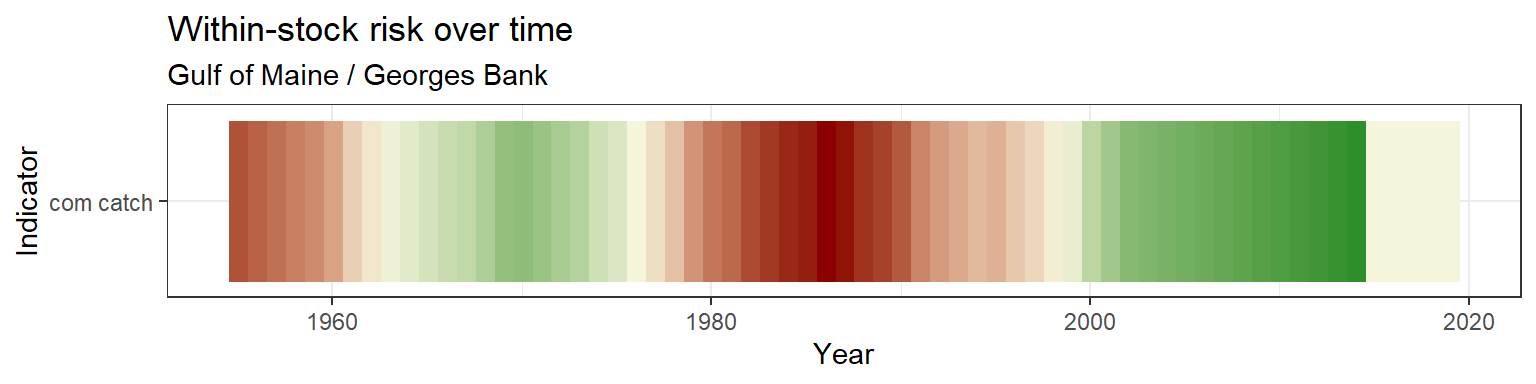 Within-stock risk over time
Gulf of Maine / Georges Bank
Indicator
com catch
1960 1980 2000 2020
Year